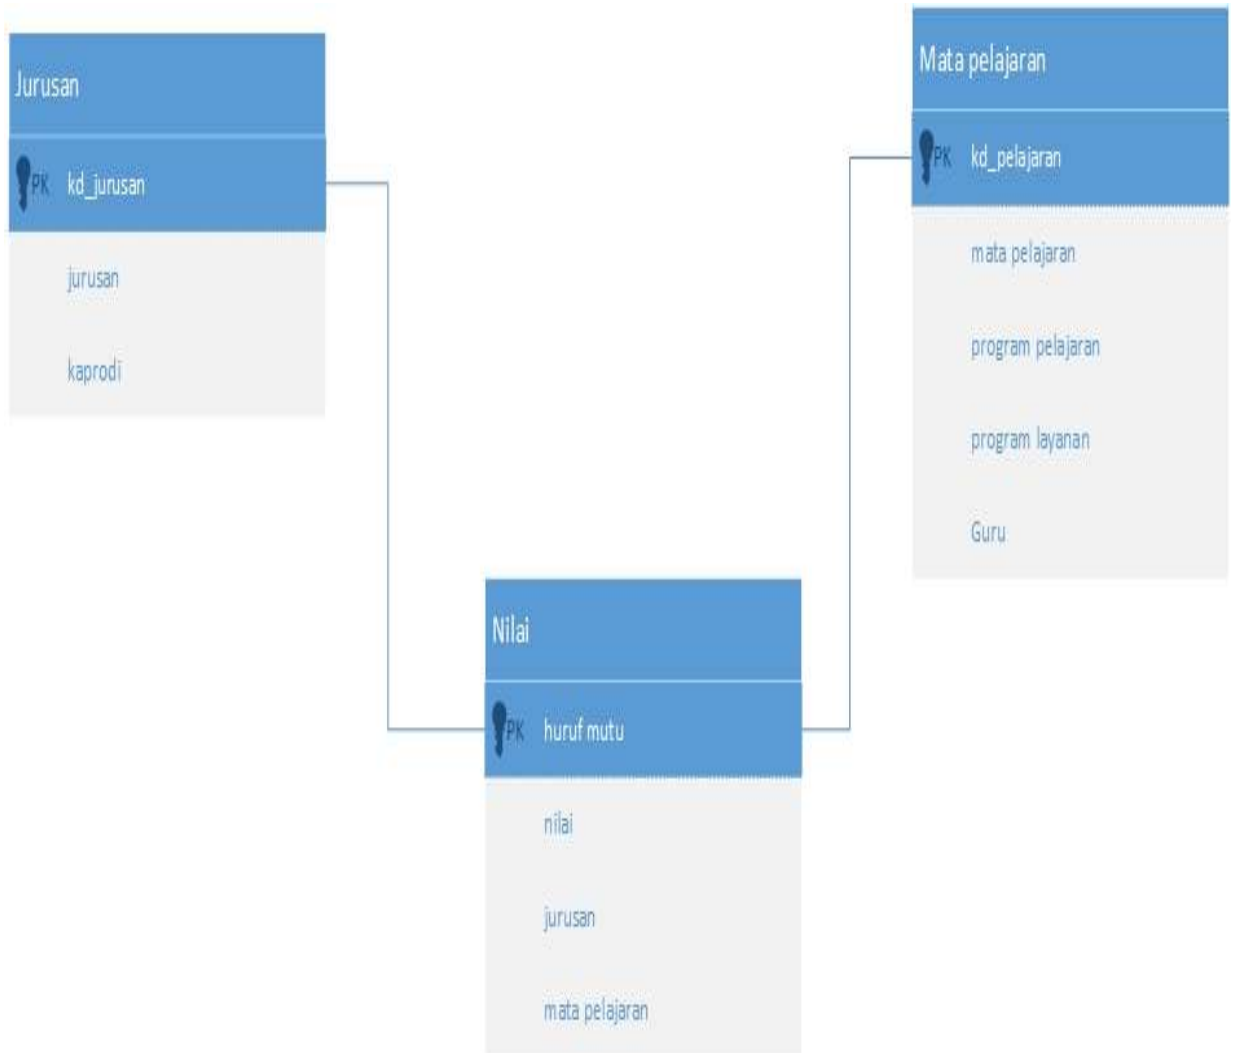 Jurusan
PK kd_jurusan
jurusan
kaprodi
Mata pelajaran
PK kd_pelajaran
mata pelajaran
program pelajaran
program layanan
Guru
Nilai
PK huruf mutu
nilai
jurusan
mata pelajaran